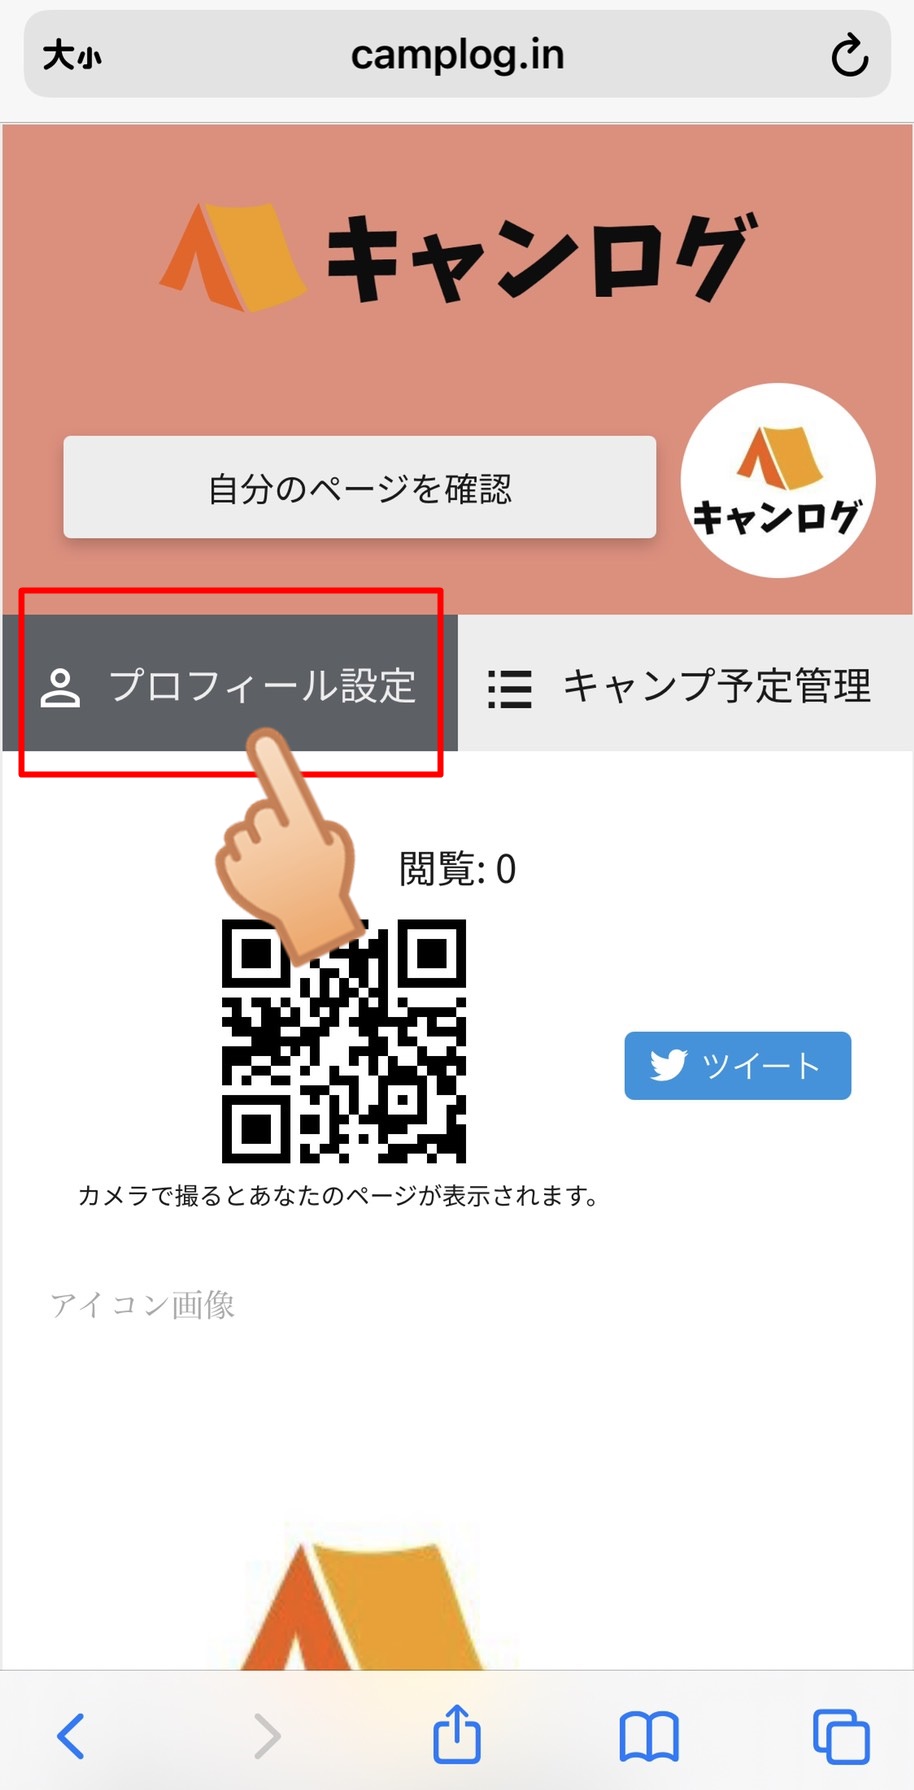 大小
camplog.in
キャンログ
自分のページを確認
キャンログ
プロフィール設定
キャンプ予定管理
閲覧: 0
ツイート
カメラで撮るとあなたのページが表示されます。
アイコン画像